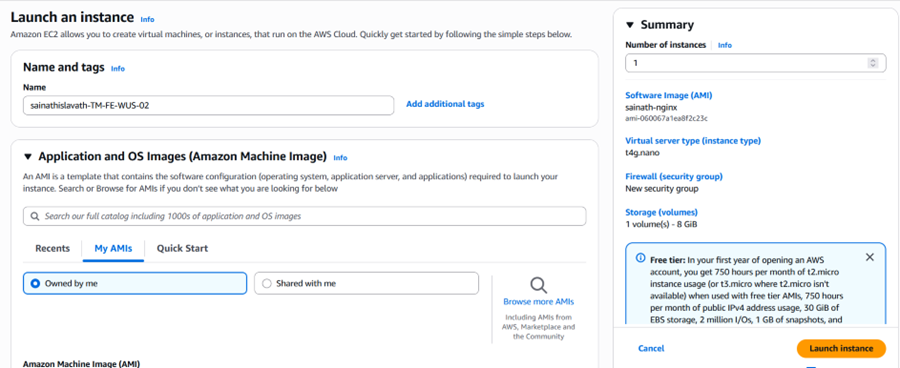 Launch an instance Info
Amazon EC2 allows you to create virtual machines, or instances, that run on the AWS Cloud. Quickly get started by following the simple steps below.
Name and tags Info
Name
sainathislavath-TM-FE-WUS-02
Add additional tags
Application and OS Images (Amazon Machine Image) Info
An AMI is a template that contains the software configuration (operating system, application server, and applications) required to launch your
instance. Search or Browse for AMIs if you don't see what you are looking for below
Search our full catalog including 1000s of application and OS images
Recents
My AMIs
Quick Start
Owned by me
Shared with me
Browse more AMIs
Including AMIs from
AWS, Marketplace and
the Community
Amazon Machine Image (AMI)
Summary
Number of instances Info
1
Software Image (AMI)
sainath-nginx
ami-060067a1ea8f2c23c
Virtual server type (instance type)
t4g.nano
Firewall (security group)
New security group
Storage (volumes)
1 volume(s) - 8 GiB
Free tier: In your first year of opening an AWS
account, you get 750 hours per month of t2.micro
instance usage (or t3.micro where t2.micro isn't
available) when used with free tier AMIs, 750 hours
per month of public IPv4 address usage, 30 GiB of
EBS storage, 2 million I/Os, 1 GB of snapshots, and
Cancel
Launch instance